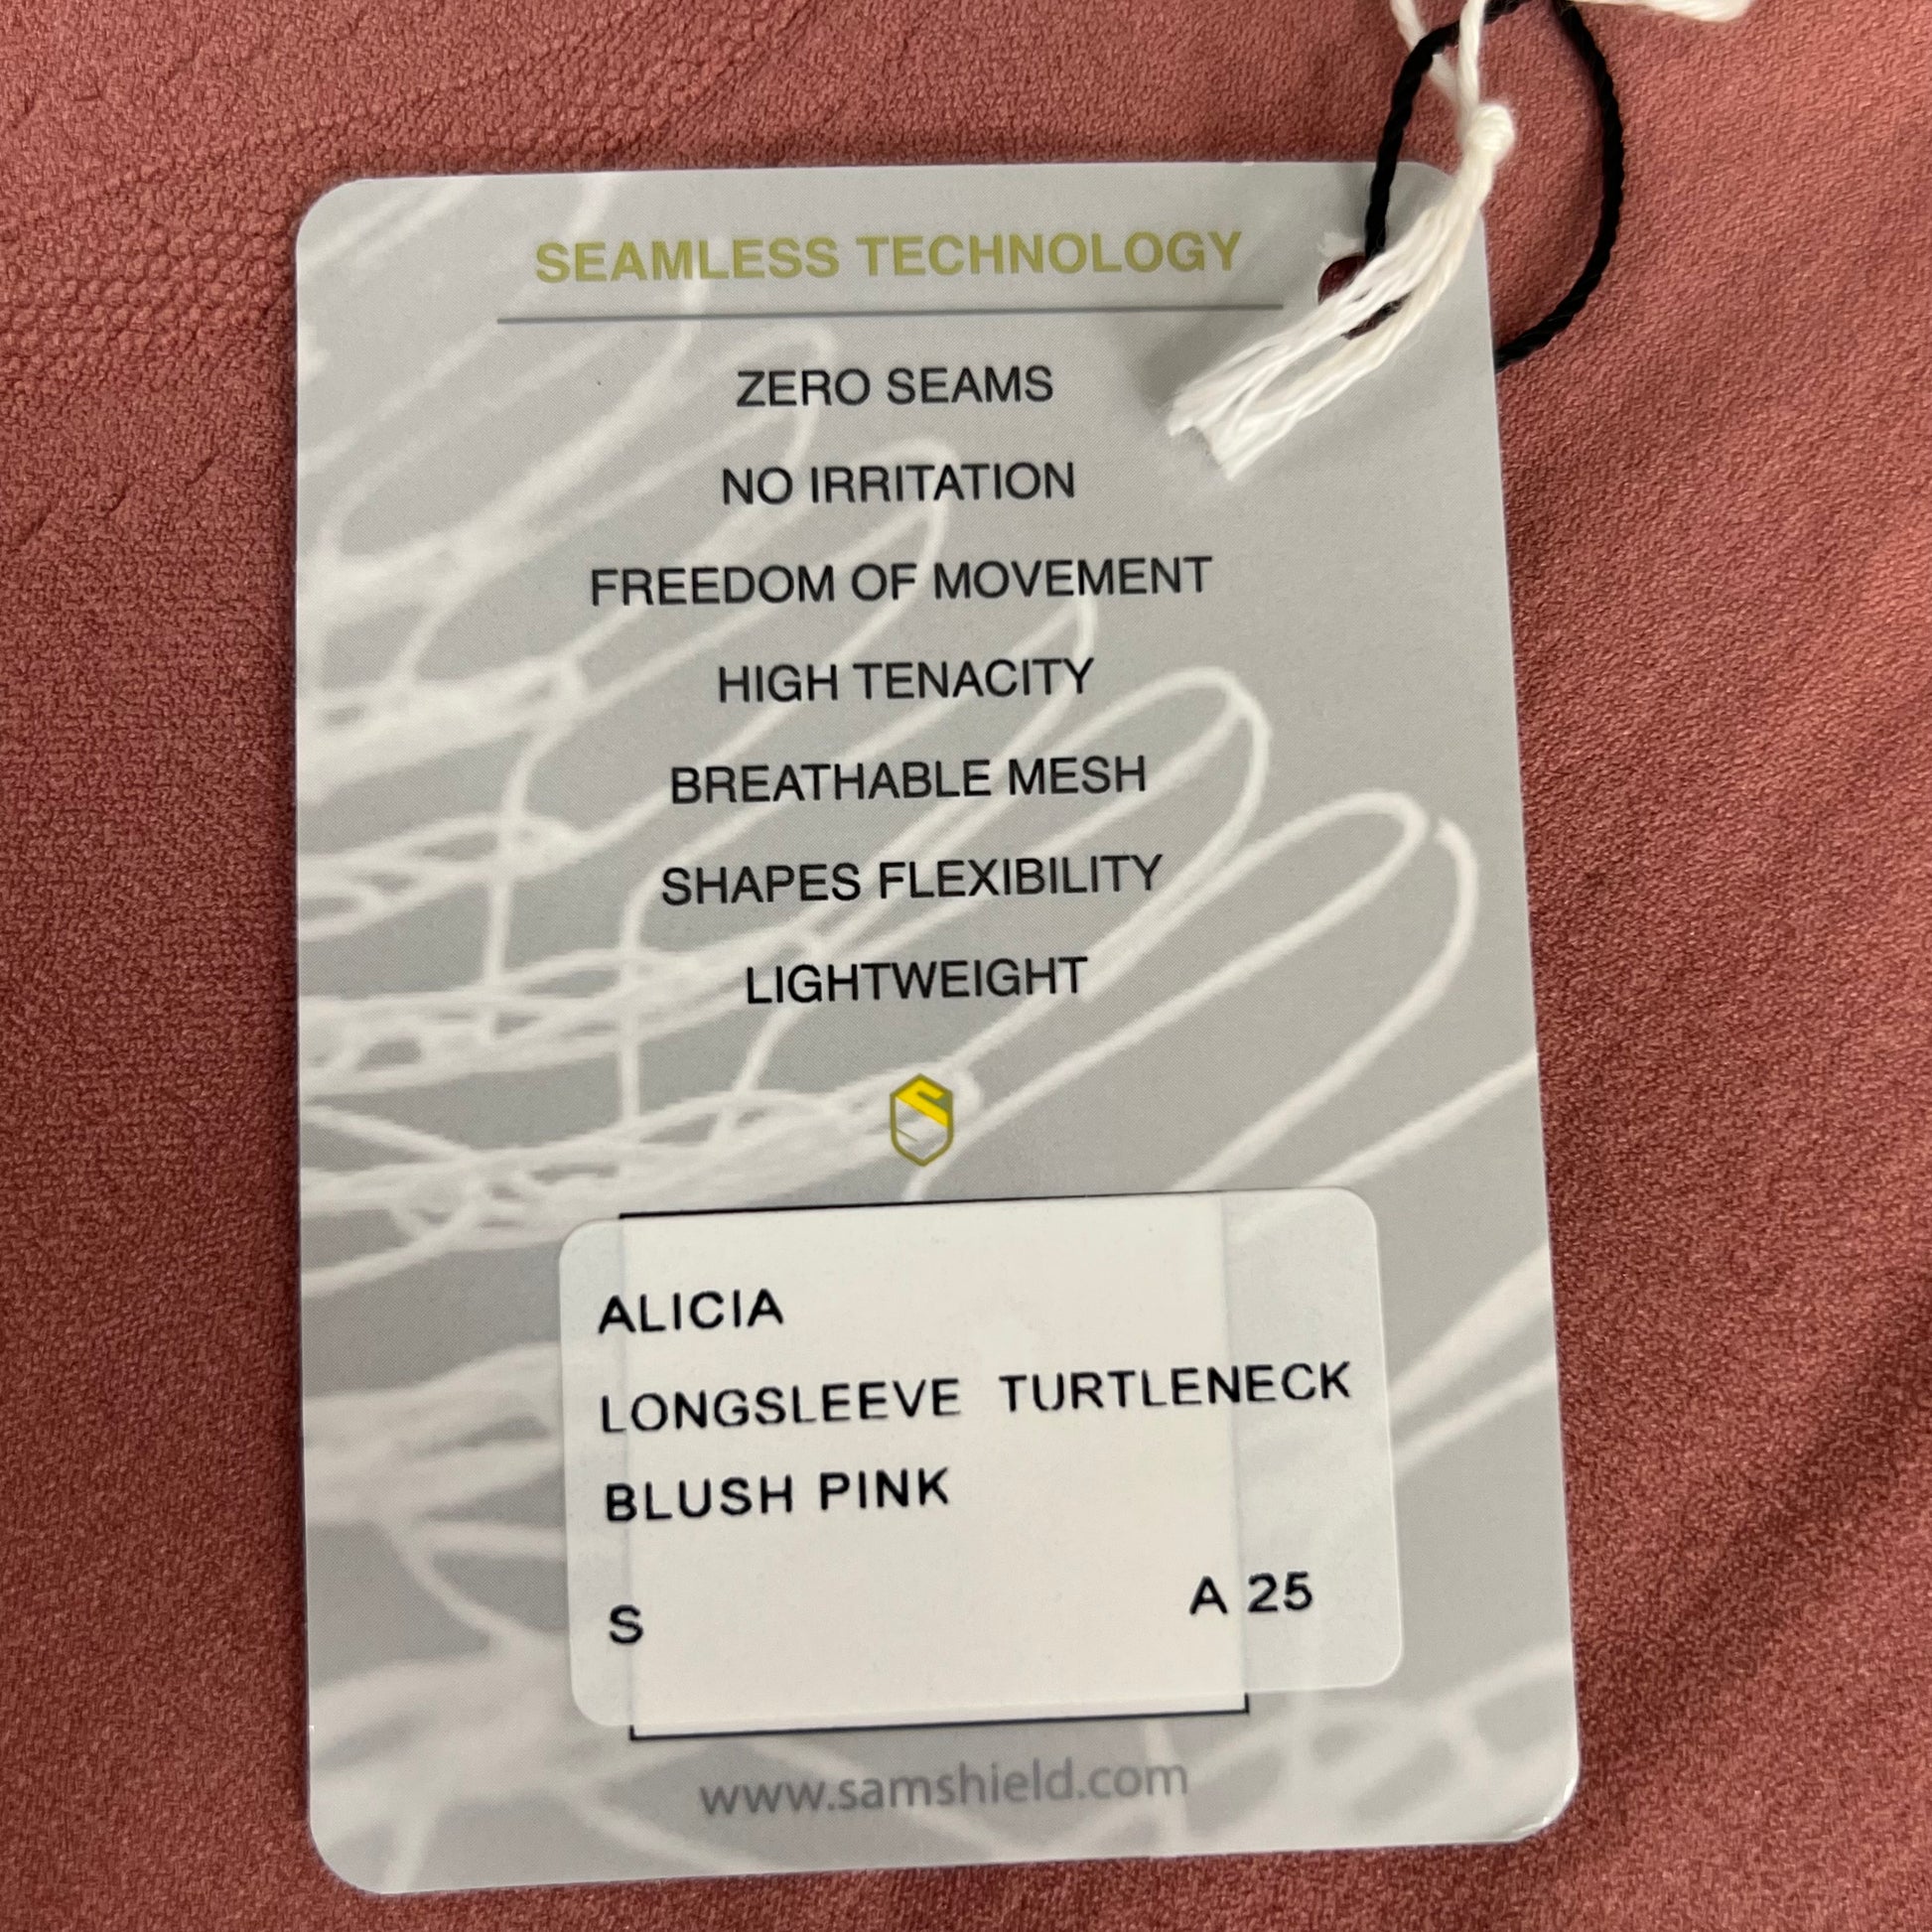 SEAMLESS TECHNOLOGY
ZERO SEAMS
NO IRRITATION
FREEDOM OF MOVEMENT
HIGH TENACITY
BREATHABLE MESH
SHAPES FLEXIBILITY
LIGHTWEIGHT
ALICIA
LONGSLEEVE TURTLENECK
BLUSH PINK
S A 25
www.samshield.com